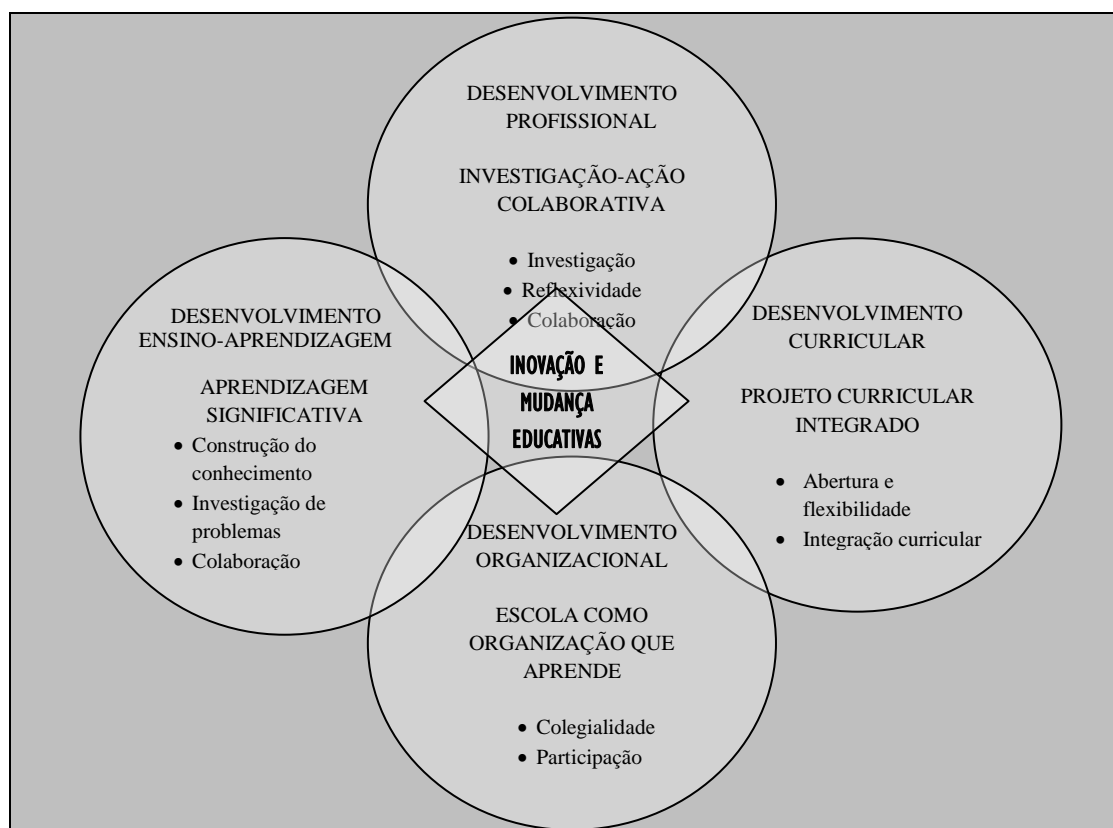 DESENVOLVIMENTO
PROFISSIONAL
INVESTIGAÇÃO-AÇÃO
COLABORATIVA
• Investigação
• Reflexividade
• Colaboração
DESENVOLVIMENTO
ENSINO-APRENDIZAGEM
APRENDIZAGEM
SIGNIFICATIVA
• Construção do
conhecimento
• Investigação de
problemas
• Colaboração
INOVAÇÃO E
MUDANÇA
EDUCATIVAS
DESENVOLVIMENTO
CURRICULAR
PROJETO CURRICULAR
INTEGRADO
• Abertura e
flexibilidade
• Integração curricular
DESENVOLVIMENTO
ORGANIZACIONAL
ESCOLA COMO
ORGANIZAÇÃO QUE
APRENDE
• Colegialidade
• Participação